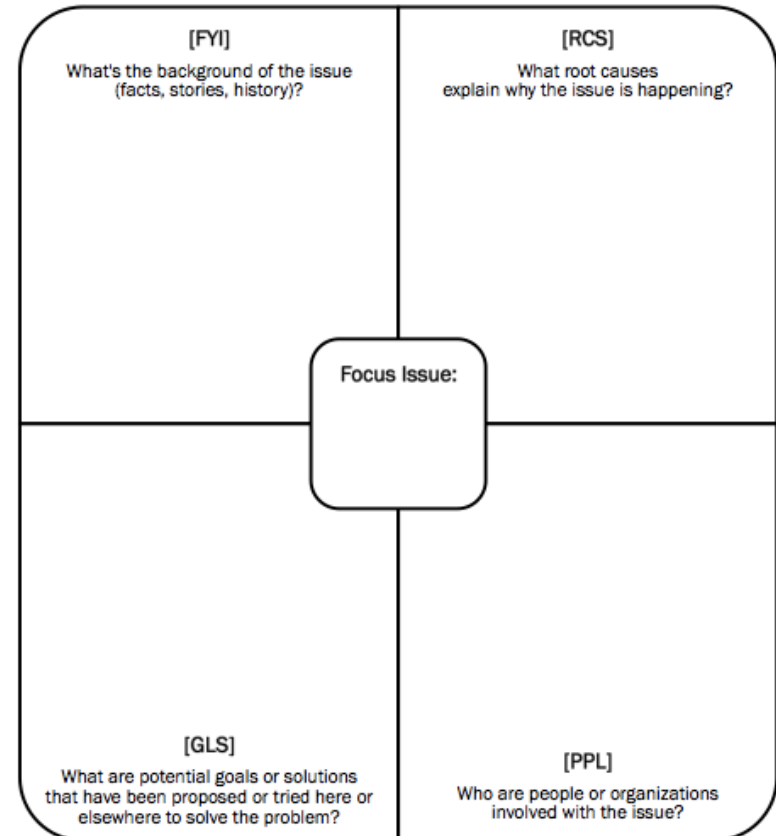 [FYI]
What's the background of the issue
(facts, stories, history)?
[RCS]
What root causes
explain why the issue is happening?
Focus Issue:
[GLS]
What are potential goals or solutions
that have been proposed or tried here or
elsewhere to solve the problem?
[PPL]
Who are people or organizations
involved with the issue?